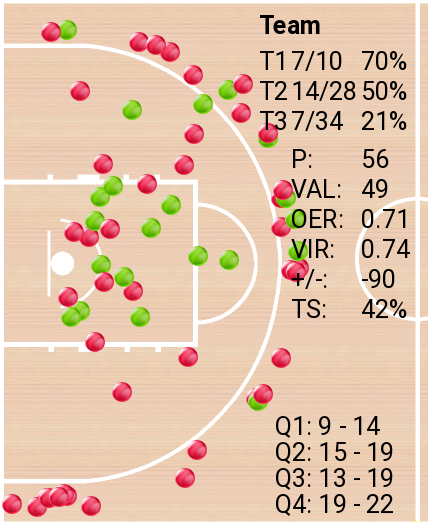 Team
T1 7/10 70%
T2 14/28 50%
T3 7/34 21%
P: 56
VAL: 49
OER: 0.71
VIR: 0.74
+/-: -90
TS: 42%
Q1: 9 - 14
Q2: 15 - 19
Q3: 13 - 19
Q4: 19 - 22